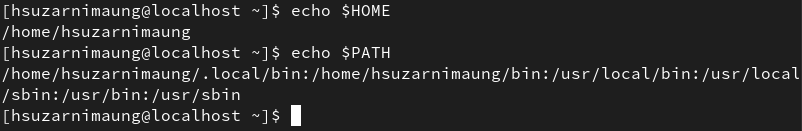 [hsuzarnimaung@localhost ~]$ echo $HOME
/home/hsuzarnimaung
[hsuzarnimaung@localhost ~]$ echo $PATH
/home/hsuzarnimaung/.local/bin:/home/hsuzarnimaung/bin:/usr/local/bin:/usr/local
/sbin:/usr/bin:/usr/sbin
[hsuzarnimaung@localhost ~]$